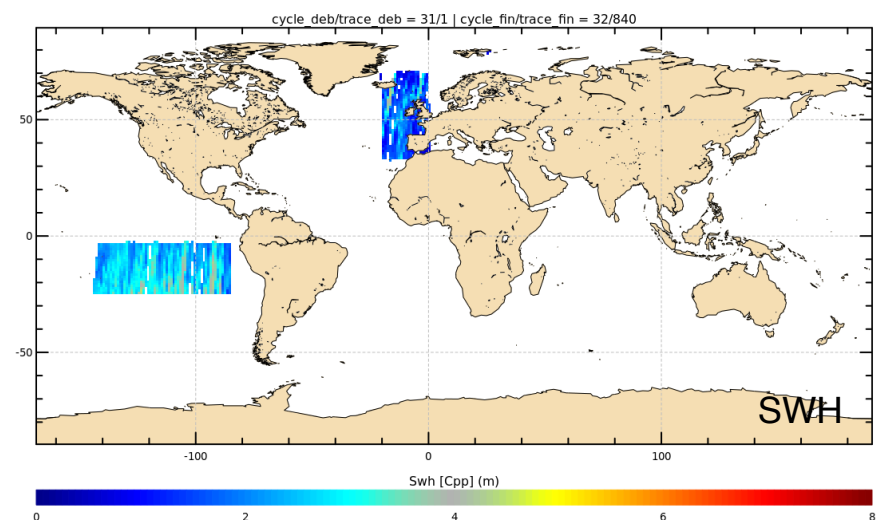 cycle_deb/trace_deb = 31/1 | cycle_fin/trace_fin = 32/840
50
0
-50
SWH
-100 0 100
Swh [Cpp] (m)
0 2 4 6 8